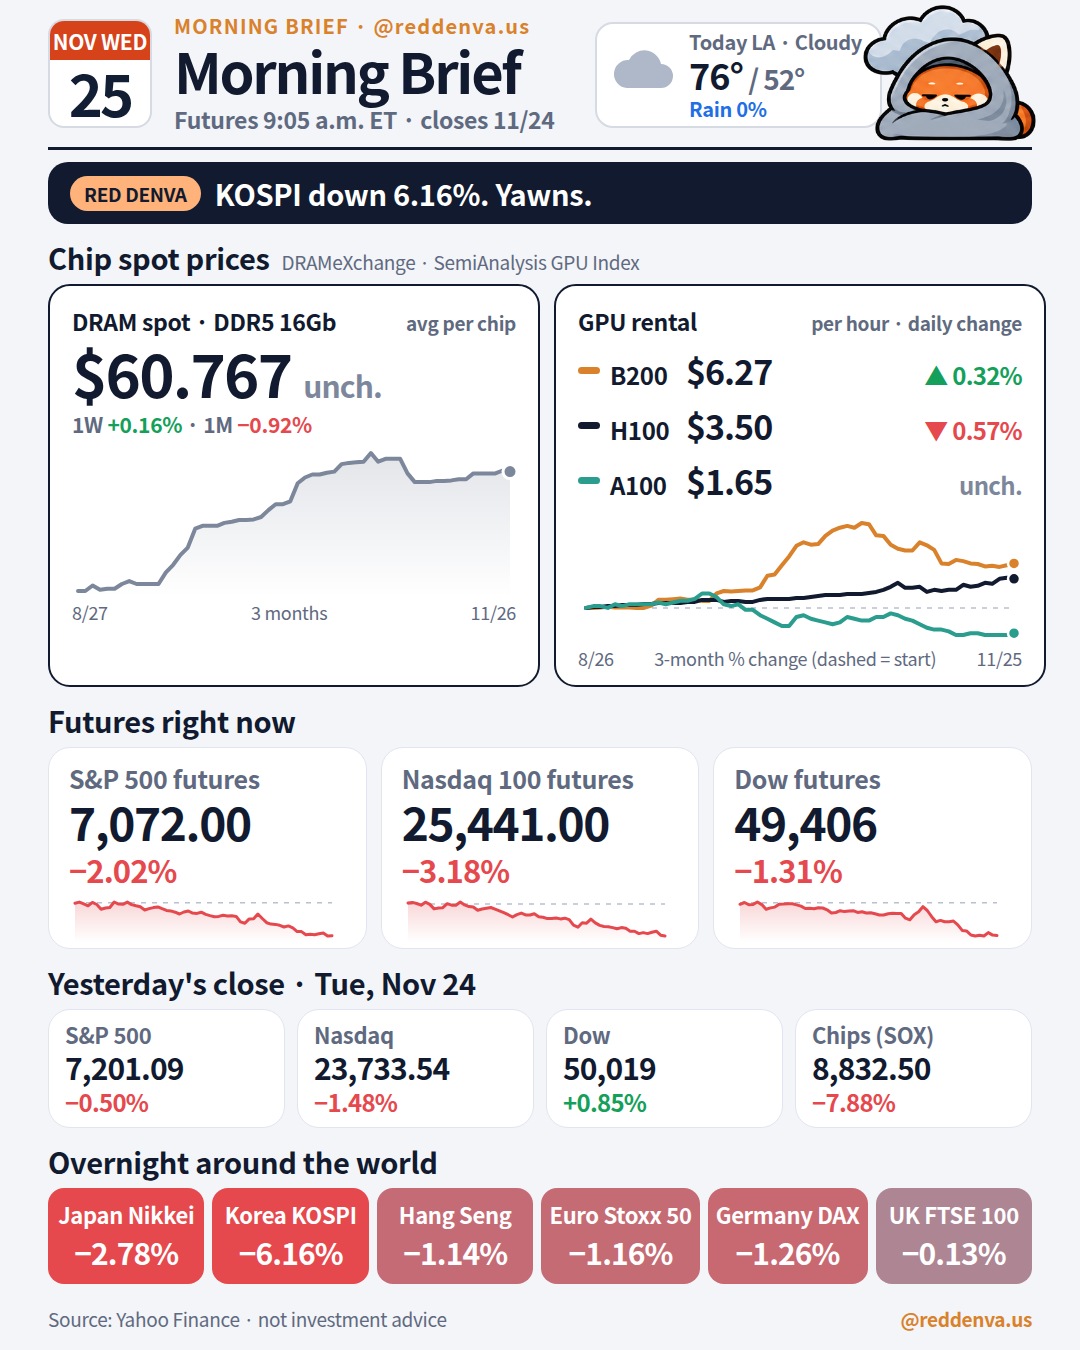 NOV WED
25
MORNING BRIEF · @reddenva.us
Morning Brief
Futures 9:05 a.m. ET · closes 11/24
Today LA · Cloudy
76° / 52°
Rain 0%
RED DENVA KOSPI down 6.16%. Yawns.
Chip spot prices DRAMeXchange · SemiAnalysis GPU Index
DRAM spot · DDR5 16Gb avg per chip
$60.767 unch.
1W +0.16% · 1M −0.92%
8/27 3 months 11/26
GPU rental per hour · daily change
B200 $6.27 ▲ 0.32%
H100 $3.50 ▼ 0.57%
A100 $1.65 unch.
8/26 3-month % change (dashed = start) 11/25
Futures right now
S&P 500 futures
7,072.00
−2.02%
Nasdaq 100 futures
25,441.00
−3.18%
Dow futures
49,406
−1.31%
Yesterday's close · Tue, Nov 24
S&P 500
7,201.09
−0.50%
Nasdaq
23,733.54
−1.48%
Dow
50,019
+0.85%
Chips (SOX)
8,832.50
−7.88%
Overnight around the world
Japan Nikkei
−2.78%
Korea KOSPI
−6.16%
Hang Seng
−1.14%
Euro Stoxx 50
−1.16%
Germany DAX
−1.26%
UK FTSE 100
−0.13%
Source: Yahoo Finance · not investment advice
@reddenva.us